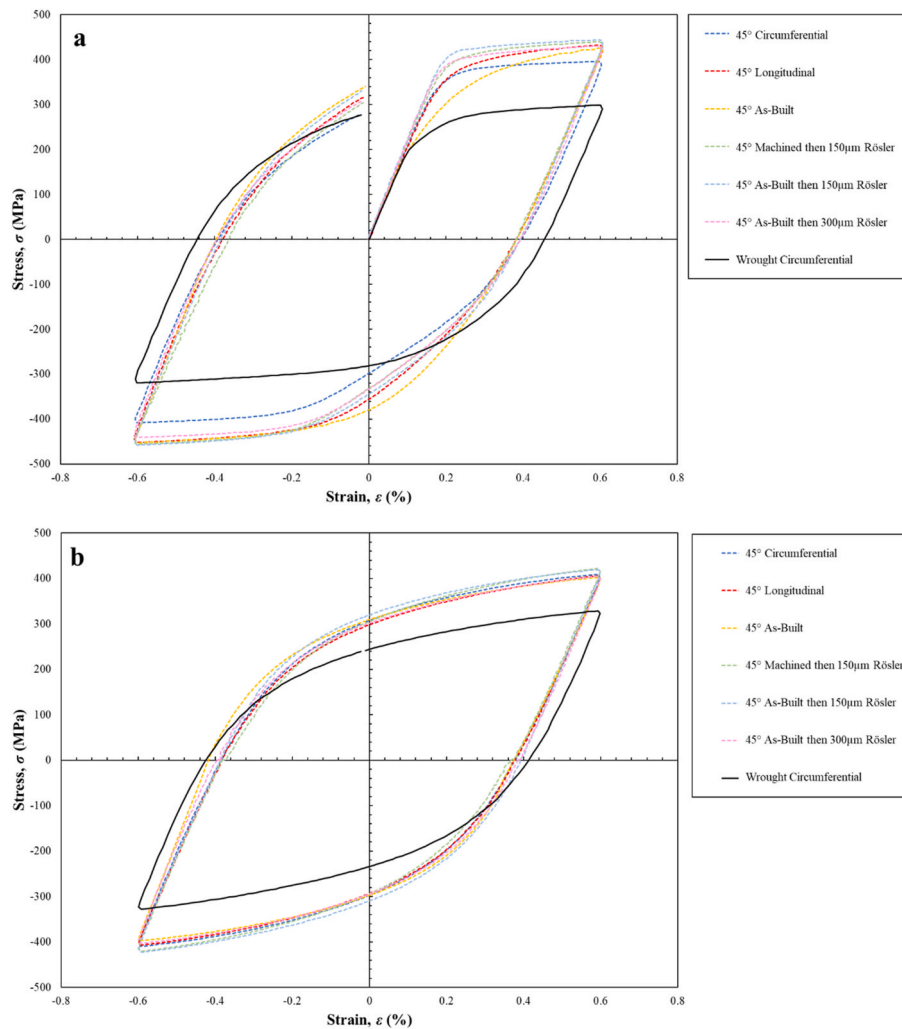 a
500
400
300
200
100
0
-100
-200
-300
-400
-500
-0.8
-0.6
-0.4
-0.2
0
0.2
0.4
0.6
0.8
Stress, σ (MPa)
Strain, ε (%)
45° Circumferential
45° Longitudinal
45° As-Built
45° Machined then 150µm Rösler
45° As-Built then 150µm Rösler
45° As-Built then 300µm Rösler
Wrought Circumferential
b
500
400
300
200
100
0
-100
-200
-300
-400
-500
-0.8
-0.6
-0.4
-0.2
0
0.2
0.4
0.6
0.8
Stress, σ (MPa)
Strain, ε (%)
45° Circumferential
45° Longitudinal
45° As-Built
45° Machined then 150µm Rösler
45° As-Built then 150µm Rösler
45° As-Built then 300µm Rösler
Wrought Circumferential